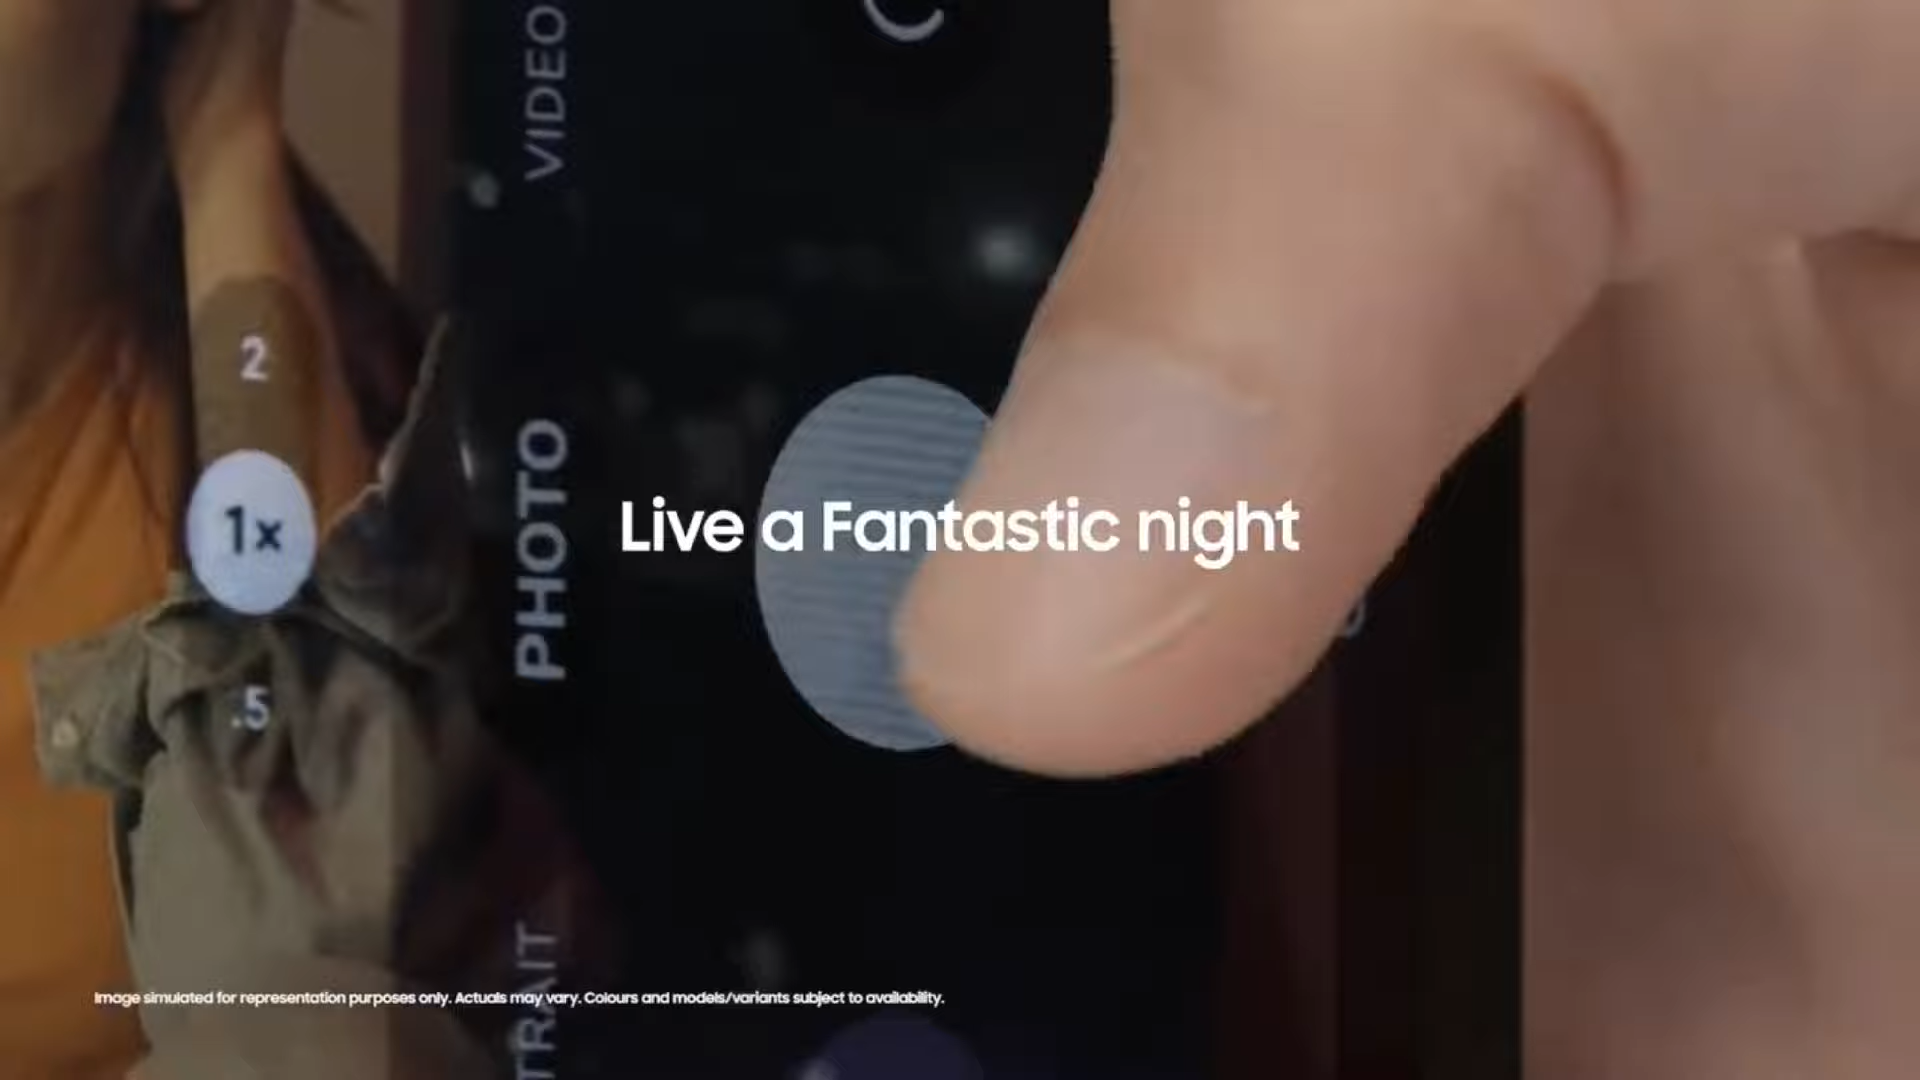 VIDEO
2
1x
.5
PHOTO
Live a Fantastic night
TRAIT
Image simulated for representation purposes only. Actuals may vary. Colours and models/variants subject to availability.